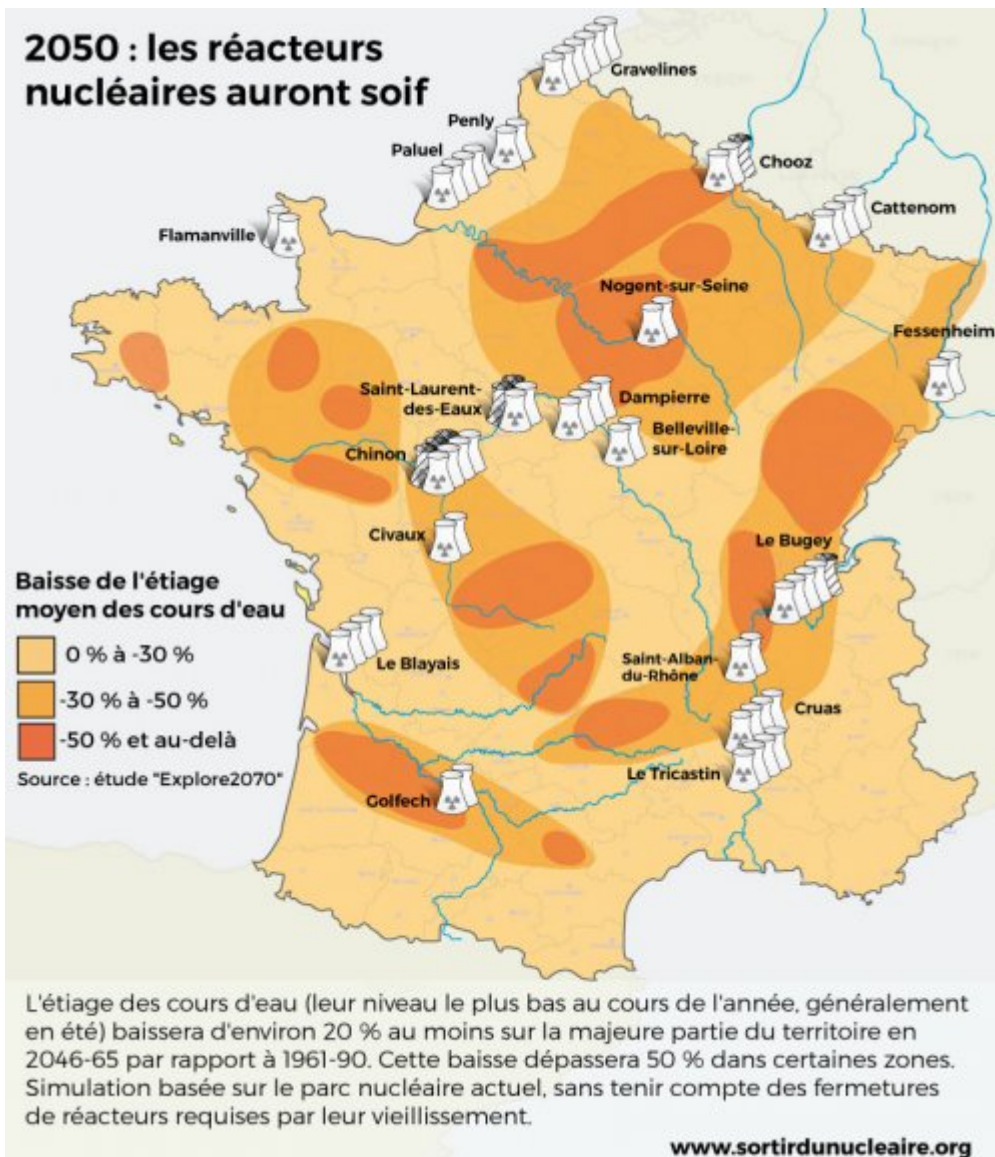 2050 : les réacteurs
nucléaires auront soif
Gravelines
Penly
Paluel
Chooz
Cattenom
Flamanville
Nogent-sur-Seine
Fessenheim
Saint-Laurent-
des-Eaux
Dampierre
Belleville-
sur-Loire
Chinon
Civaux
Le Bugey
Baisse de l'étiage
moyen des cours d'eau
0 % à -30 %
-30 % à -50 %
-50 % et au-delà
Source : étude "Explore2070"
Le Blayais
Saint-Alban-
du-Rhône
Cruas
Le Tricastin
Golfech
L'étiage des cours d'eau (leur niveau le plus bas au cours de l'année, généralement
en été) baissera d'environ 20 % au moins sur la majeure partie du territoire en
2046-65 par rapport à 1961-90. Cette baisse dépassera 50 % dans certaines zones.
Simulation basée sur le parc nucléaire actuel, sans tenir compte des fermetures
de réacteurs requises par leur vieillissement.
www.sortirdunucleaire.org